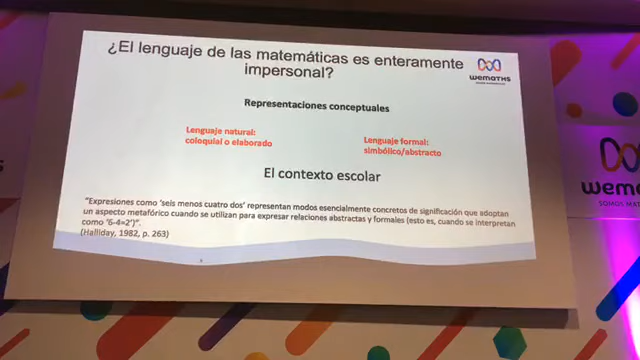 ¿El lenguaje de las matemáticas es enteramente
impersonal?
wemaths
Representaciones conceptuales
Lenguaje natural:
coloquial o elaborado
Lenguaje formal:
simbólico/abstracto
El contexto escolar
“Expresiones como 'seis menos cuatro dos' representan modos esencialmente concretos de significación que adoptan
un aspecto metafórico cuando se utilizan para expresar relaciones abstractas y formales (esto es, cuando se interpretan
como '6-4=2')”.
(Halliday, 1982, p. 263)
wem
SOMOS MAT